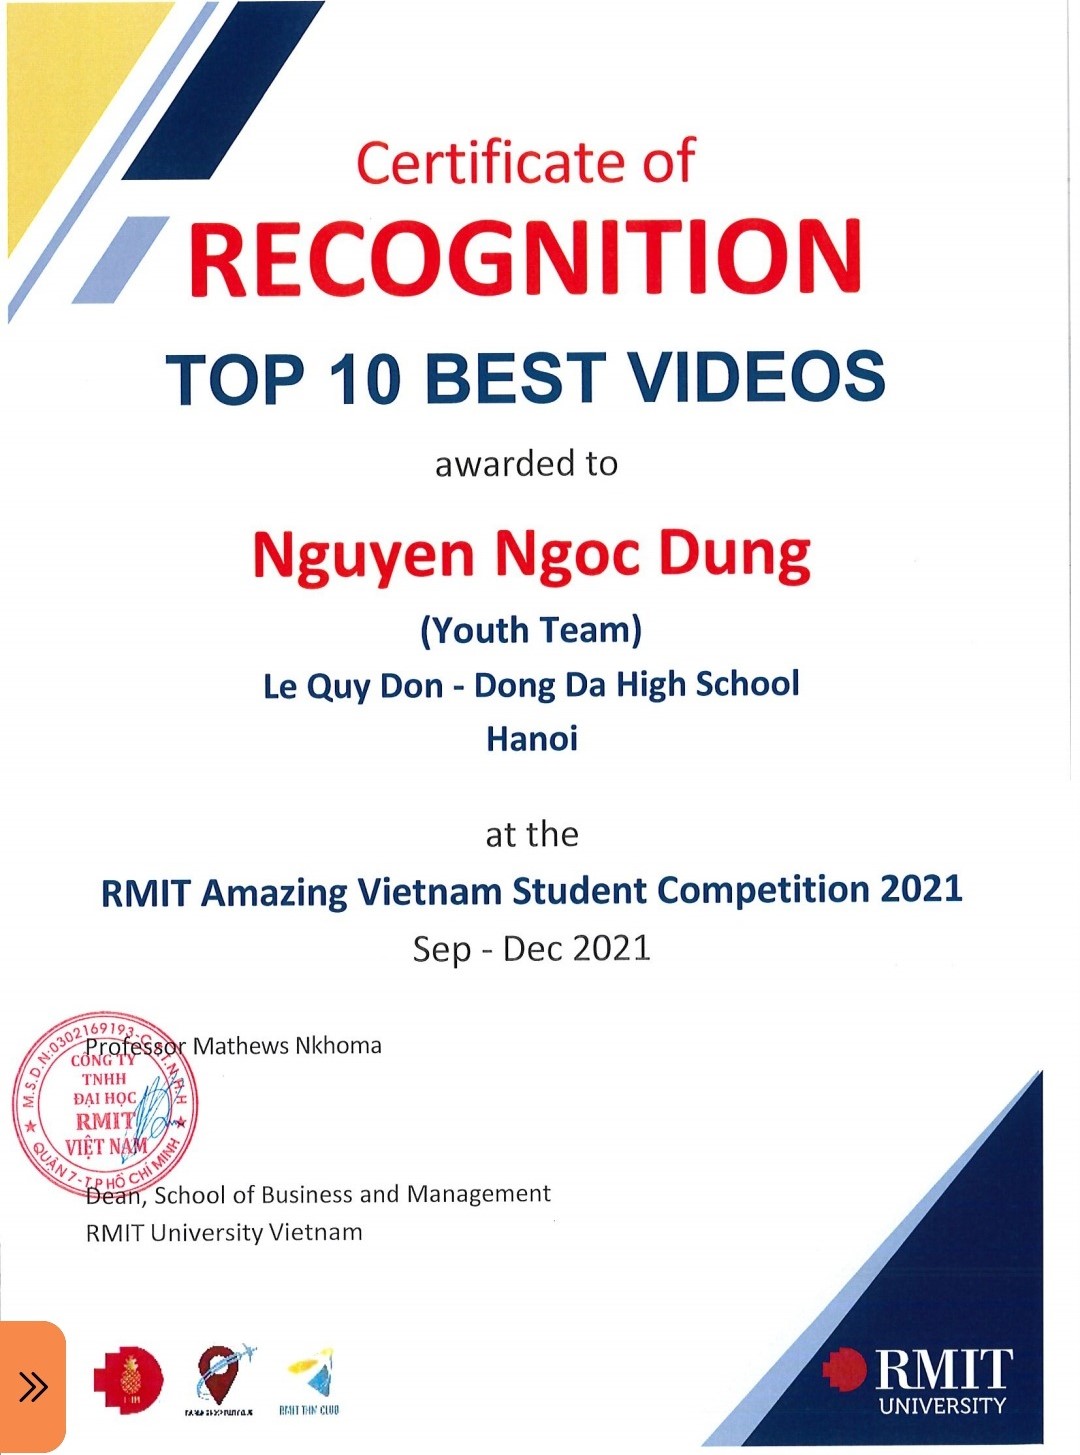 Certificate of
RECOGNITION
TOP 10 BEST VIDEOS
awarded to
Nguyen Ngoc Dung
(Youth Team)
Le Quy Don - Dong Da High School
Hanoi
at the
RMIT Amazing Vietnam Student Competition 2021
Sep - Dec 2021
Professor Mathews Nkhoma
M.S.D.N:0302169193-C.T.T.N.H.H
CÔNG TY
TNHH
ĐẠI HỌC
RMIT
VIỆT NAM
QUẬN 7 - T.P HỒ CHÍ MINH
Dean, School of Business and Management
RMIT University Vietnam
RMIT
CLUB
RMIT
UNIVERSITY